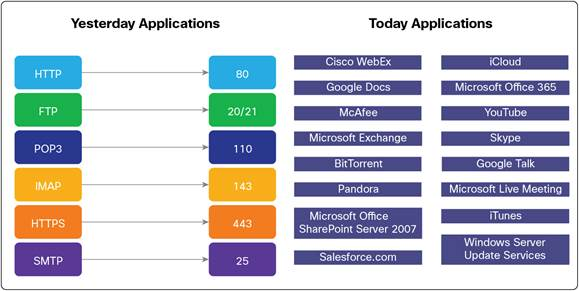 Yesterday Applications
HTTP 80
FTP 20/21
POP3 110
IMAP 143
HTTPS 443
SMTP 25
Today Applications
Cisco WebEx
Google Docs
McAfee
Microsoft Exchange
BitTorrent
Pandora
Microsoft Office
SharePoint Server 2007
Salesforce.com
iCloud
Microsoft Office 365
YouTube
Skype
Google Talk
Microsoft Live Meeting
iTunes
Windows Server
Update Services